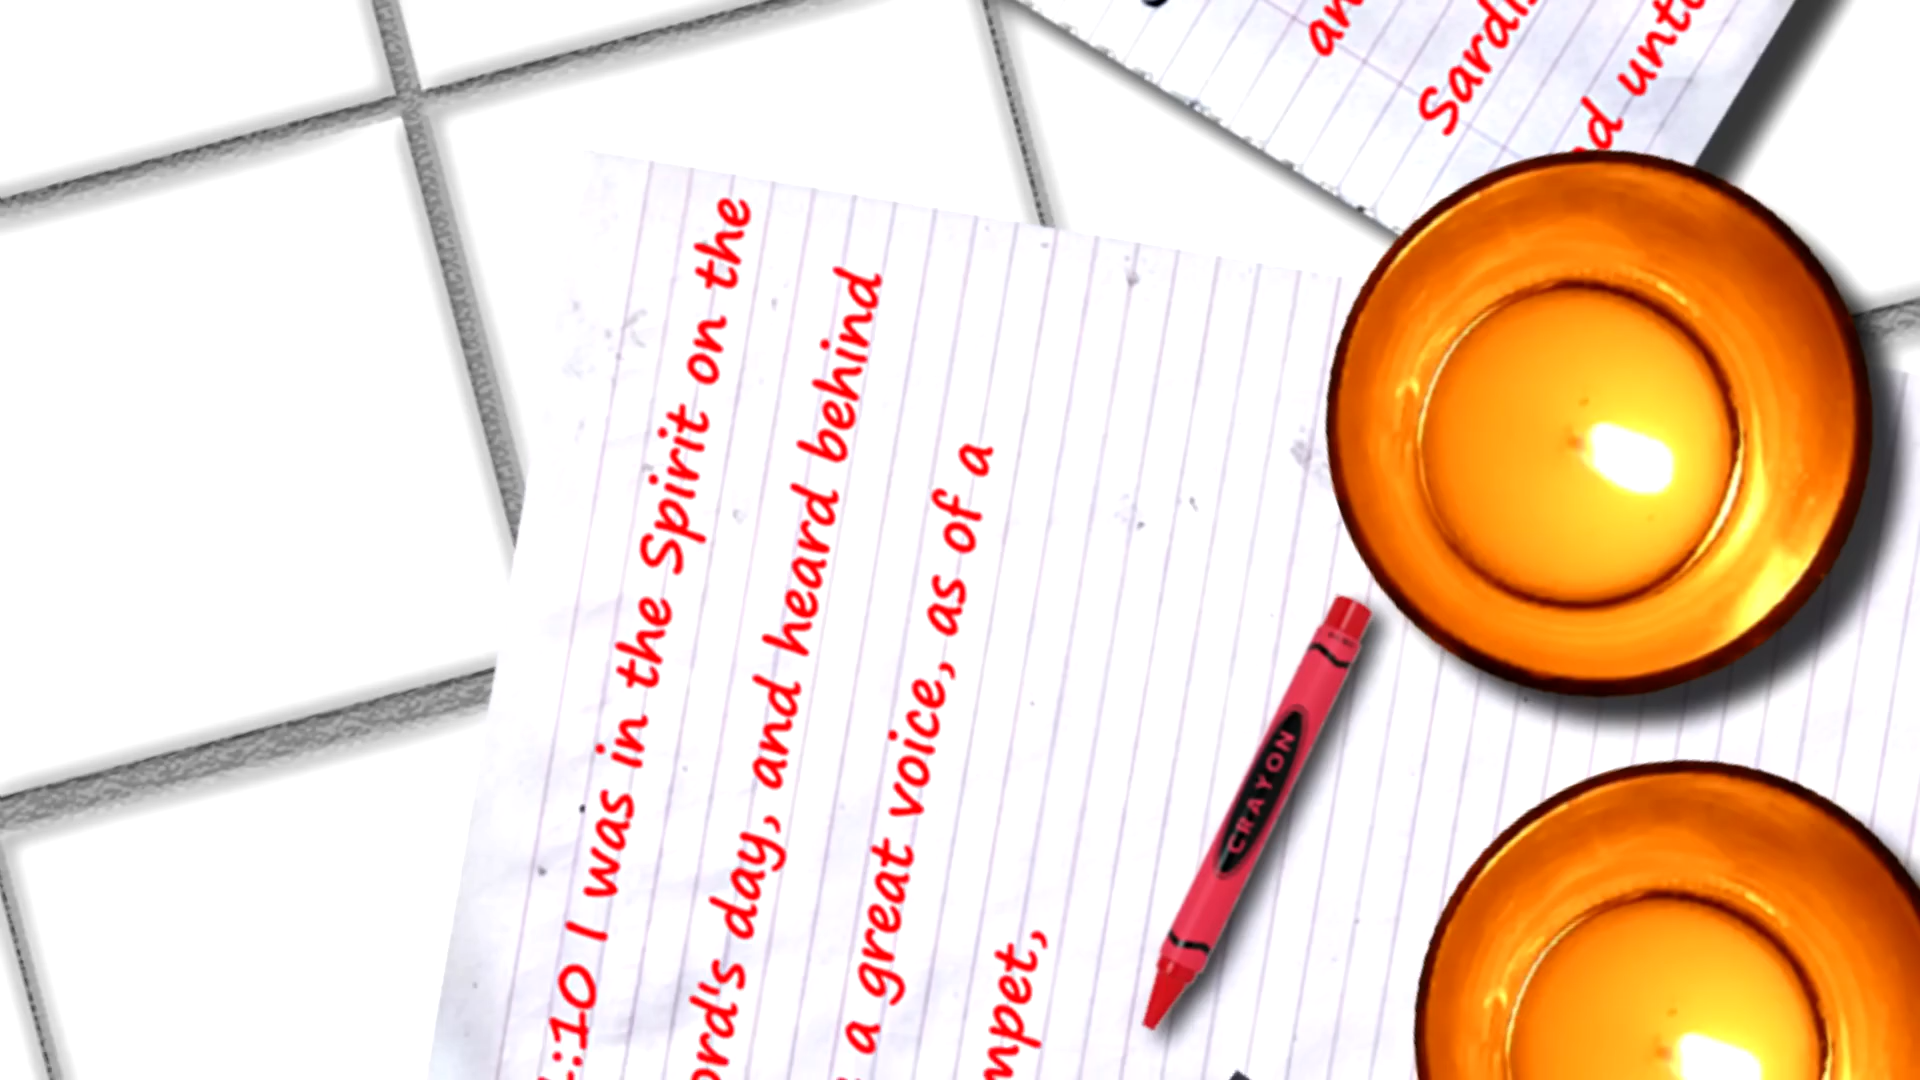 :10 I was in the Spirit on the
ord's day, and heard behind
a great voice, as of a
mpet,
an
Sardi
d unto
CRAYON